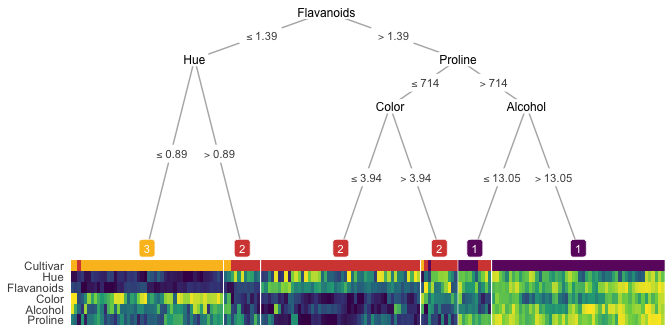 Flavanoids
≤ 1.39 > 1.39
Hue Proline
≤ 714 > 714
Color Alcohol
≤ 0.89 > 0.89 ≤ 3.94 > 3.94 ≤ 13.05 > 13.05
3 2 2 2 1 1
Cultivar
Hue
Flavanoids
Color
Alcohol
Proline